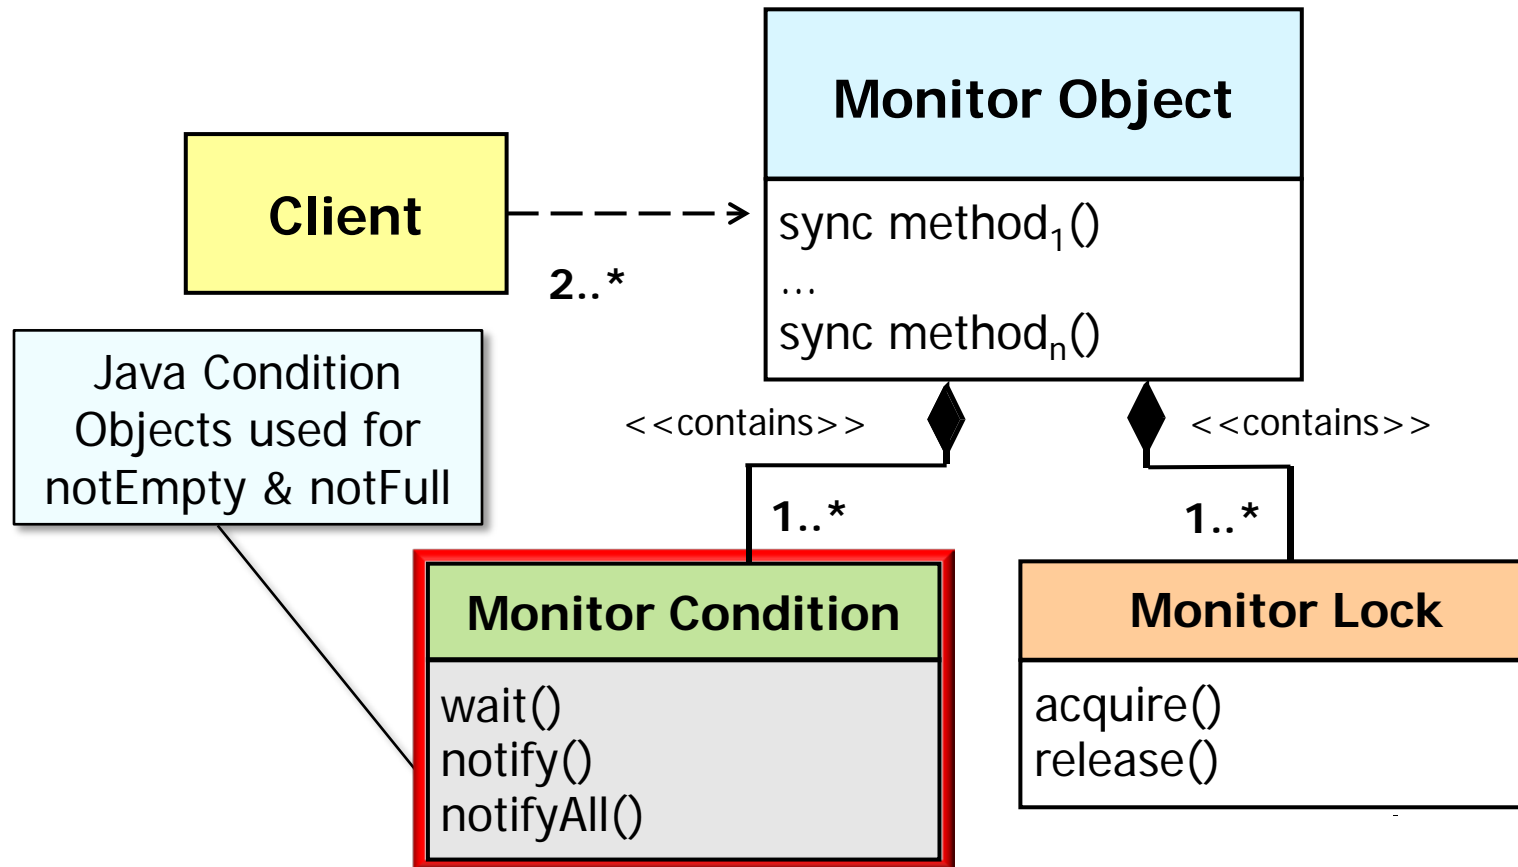 Monitor Object
sync method₁()
...
sync methodₙ()
Client
2..*
Java Condition
Objects used for
notEmpty & notFull
<<contains>>
<<contains>>
1..*
1..*
Monitor Condition
wait()
notify()
notifyAll()
Monitor Lock
acquire()
release()